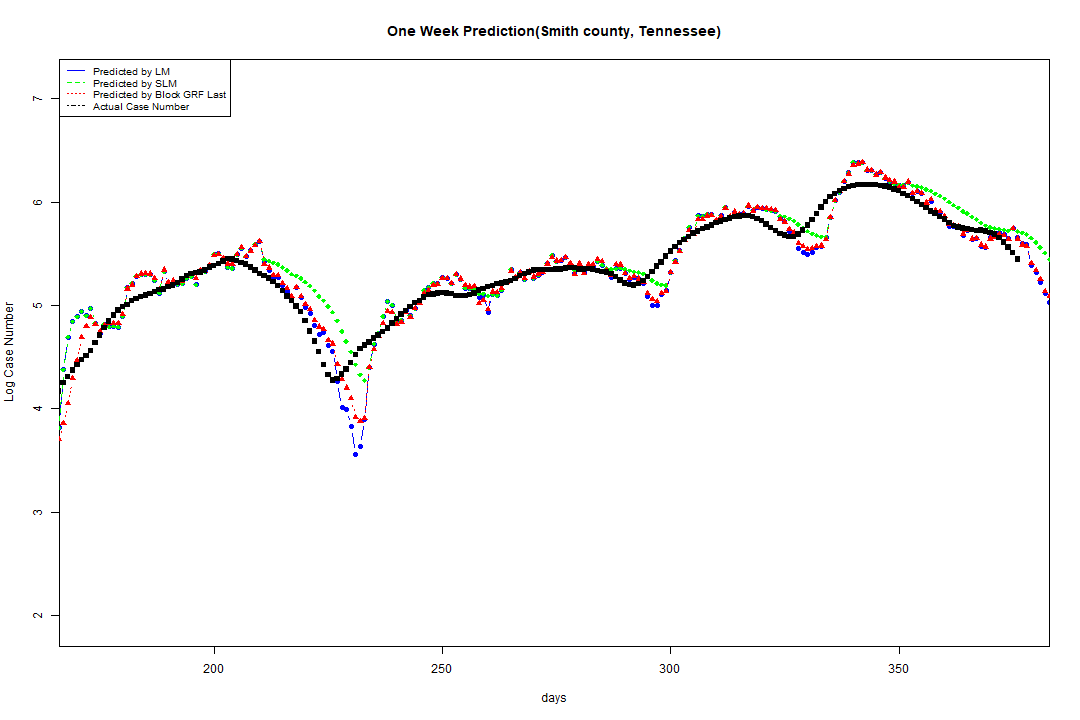 One Week Prediction(Smith county, Tennessee)
Predicted by LM
Predicted by SLM
Predicted by Block GRF Last
Actual Case Number
7
6
5
4
3
2
Log Case Number
200 250 300 350
days